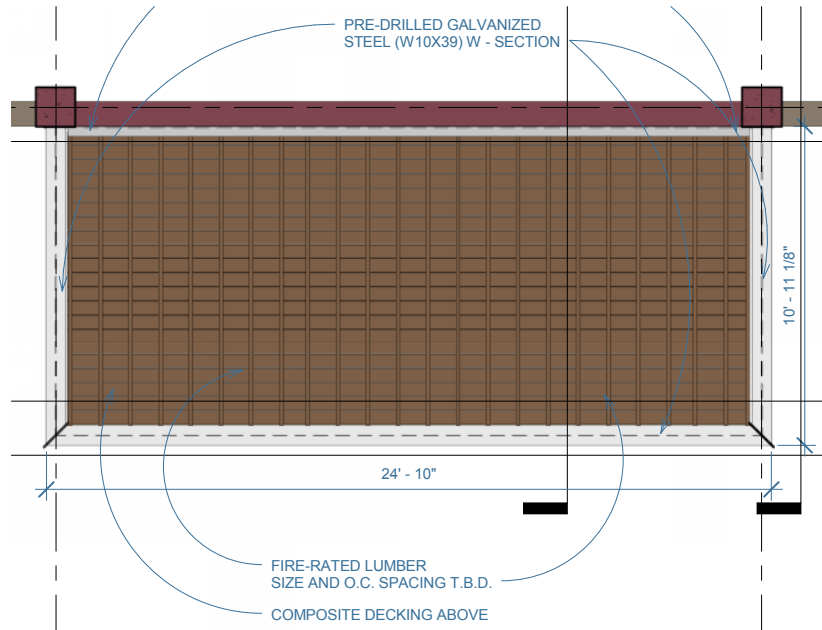 PRE-DRILLED GALVANIZED
STEEL (W10X39) W - SECTION
10' - 11 1/8"
24' - 10"
FIRE-RATED LUMBER
SIZE AND O.C. SPACING T.B.D.
COMPOSITE DECKING ABOVE